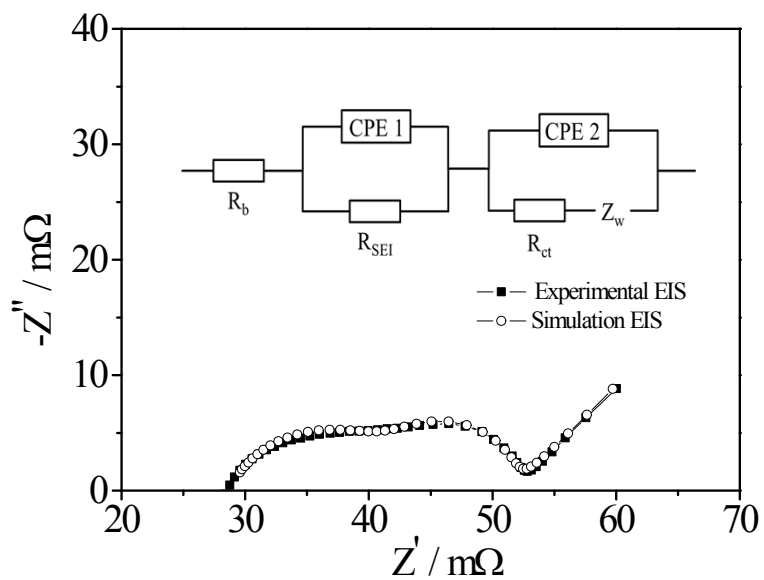 40
30
20
10
0
-Z'' / mΩ
CPE 1
CPE 2
R_b
R_SEI
R_ct
Z_w
Experimental EIS
Simulation EIS
20 30 40 50 60 70
Z' / mΩ